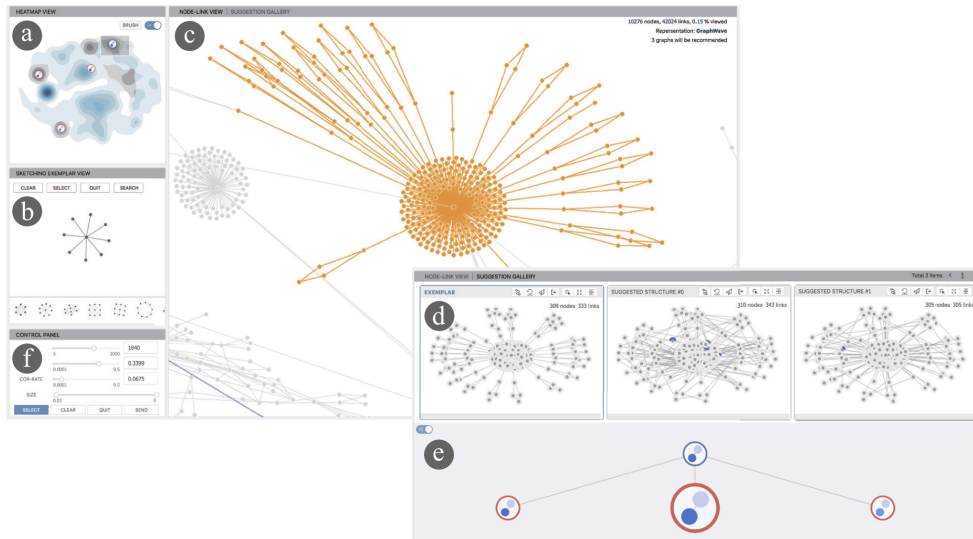 HEATMAP VIEW
a
BRUSH
NODE-LINK VIEW | SUGGESTION GALLERY
c
10276 nodes, 42024 links, 0.15 % viewed
Representation: GraphWave
3 graphs will be recommended
SKETCHING EXEMPLAR VIEW
CLEAR SELECT QUIT SEARCH
b
CONTROL PANEL
f
1840
3000
0.3399
0.0001 0.5
COR-RATE 0.0675
0.0001 0.5
SIZE
0.01 5
SELECT CLEAR QUIT SEND
NODE-LINK VIEW | SUGGESTION GALLERY
Total 3 items < 1
EXEMPLAR
309 nodes 333 links
d
SUGGESTED STRUCTURE #0
310 nodes 343 links
SUGGESTED STRUCTURE #1
305 nodes 305 links
e